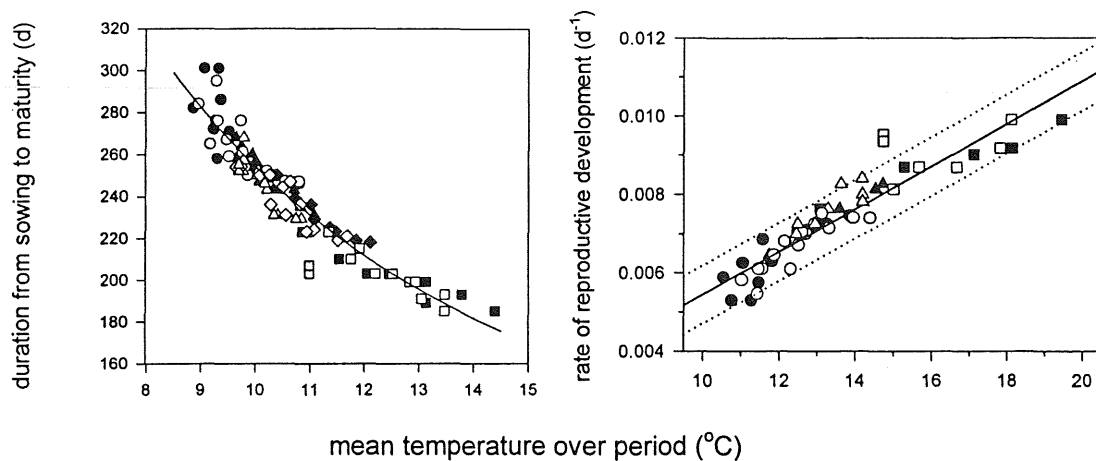 duration from sowing to maturity (d)
320
300
280
260
240
220
200
180
160
8 9 10 11 12 13 14 15
rate of reproductive development (d-1)
0.012
0.010
0.008
0.006
0.004
10 12 14 16 18 20
mean temperature over period (oC)